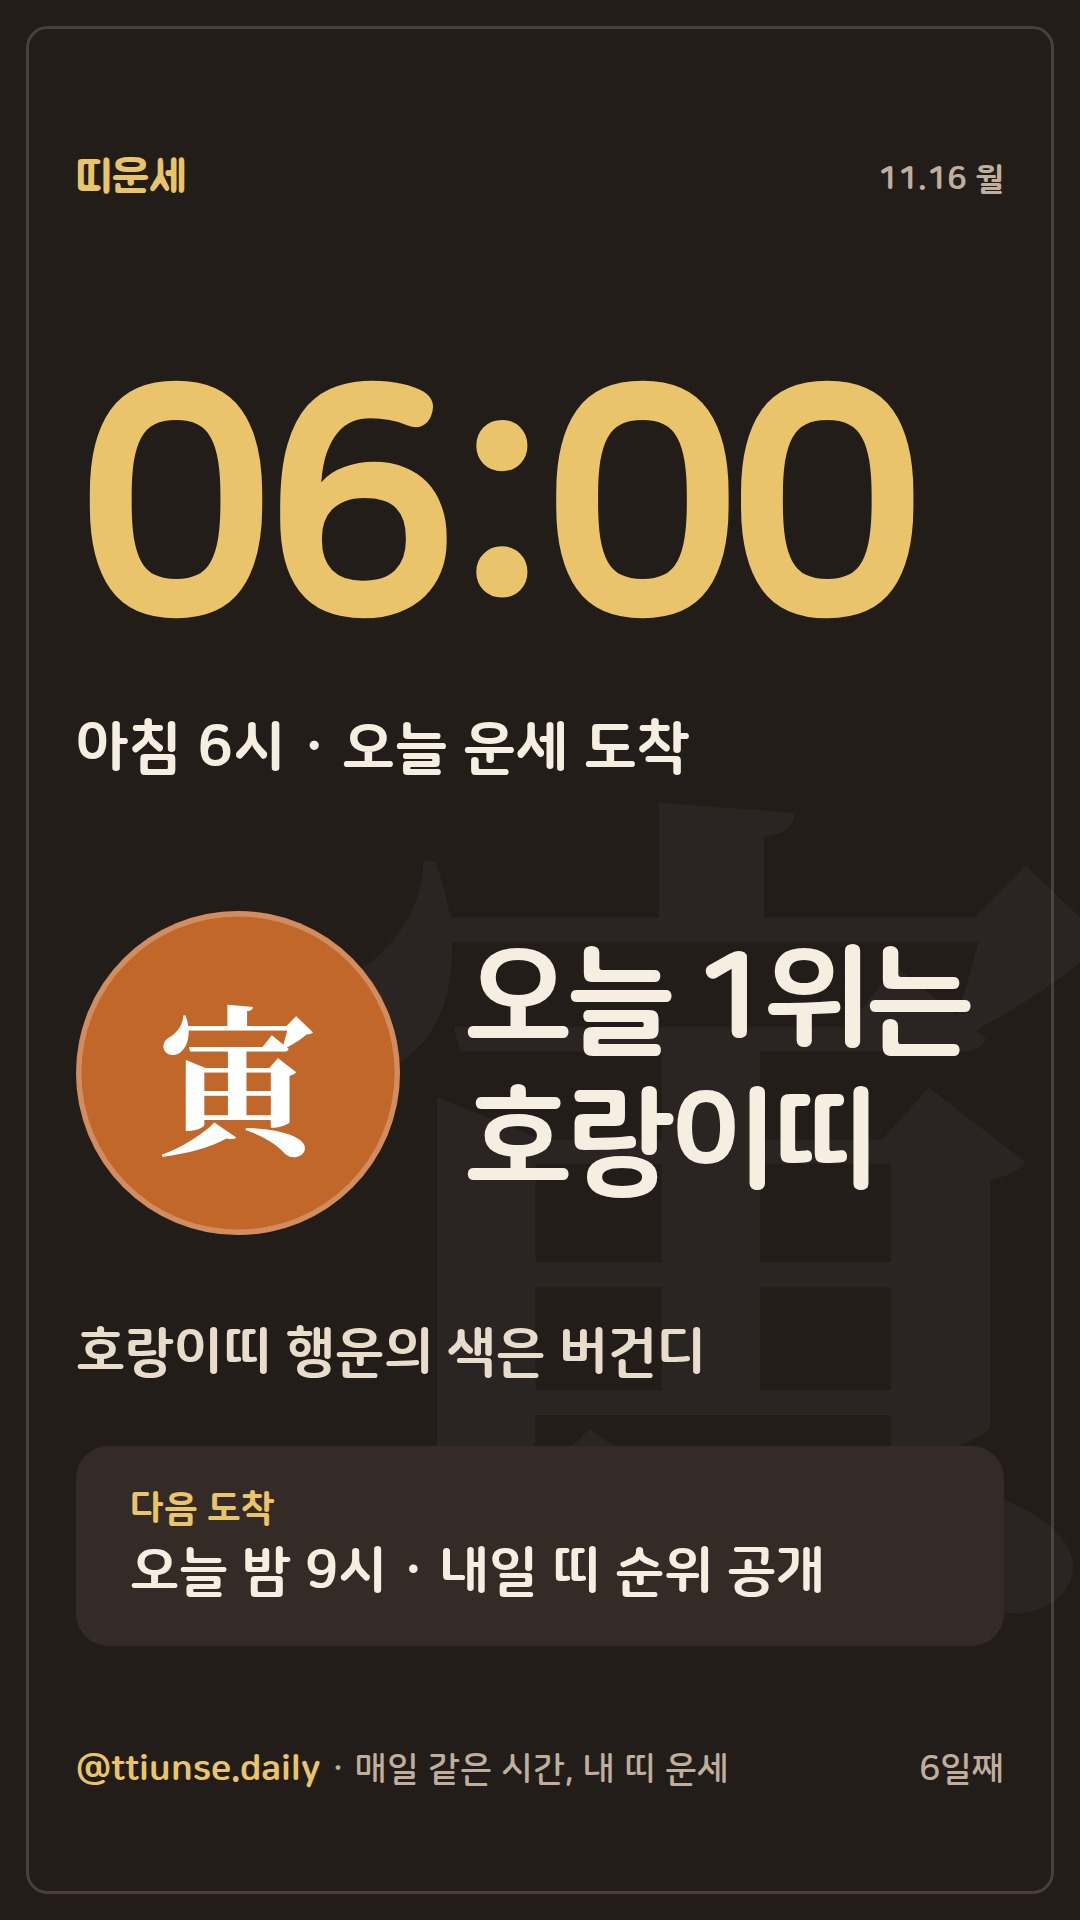 띠운세
11.16 월
06:00
아침 6시 · 오늘 운세 도착
寅
오늘 1위는
호랑이띠
호랑이띠 행운의 색은 버건디
다음 도착
오늘 밤 9시 · 내일 띠 순위 공개
@ttiunse.daily · 매일 같은 시간, 내 띠 운세
6일째